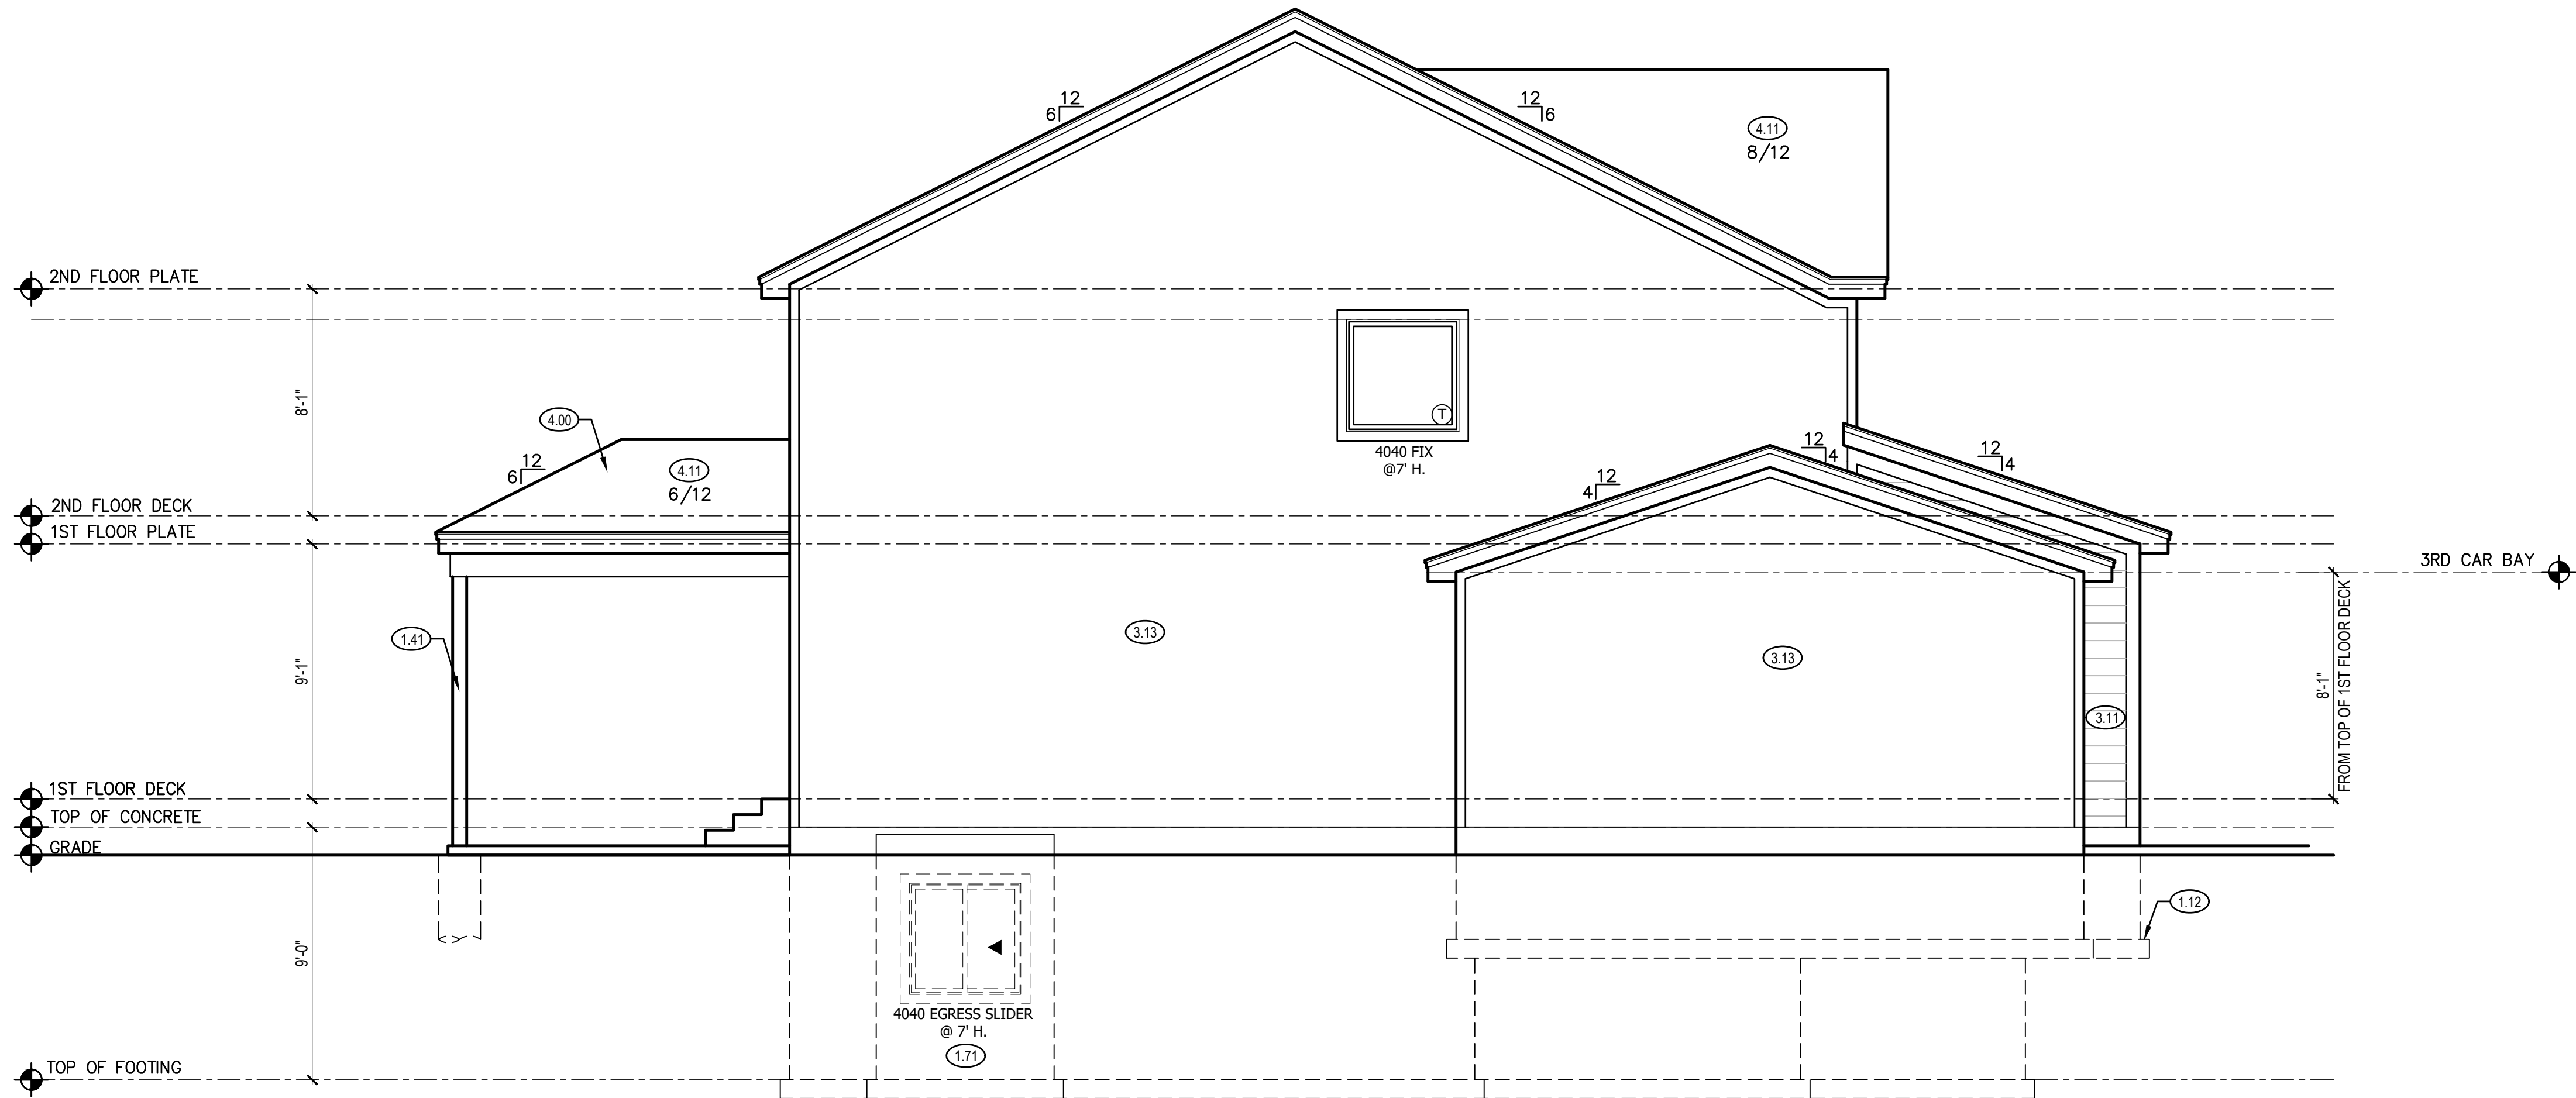 12
6
12
6
4.11
8/12
2ND FLOOR PLATE
8'-1"
4.00
12
6
4.11
6/12
T
4040 FIX
@7' H.
12
4
12
4
12
4
2ND FLOOR DECK
1ST FLOOR PLATE
3RD CAR BAY
9'-1"
1.41
3.13
3.13
3.11
8'-1"
FROM TOP OF 1ST FLOOR DECK
1ST FLOOR DECK
TOP OF CONCRETE
GRADE
9'-0"
1.12
4040 EGRESS SLIDER
@ 7' H.
1.71
TOP OF FOOTING